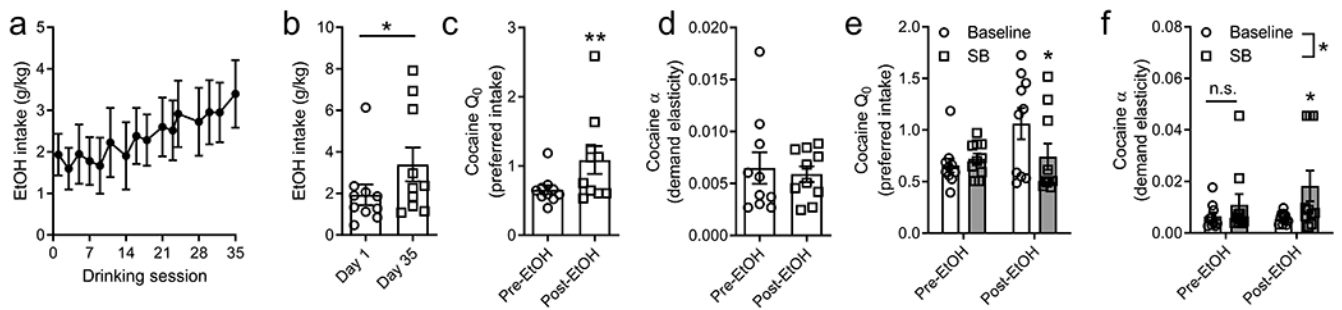 a
EtOH intake (g/kg)
5
4
3
2
1
0
0 7 14 21 28 35
Drinking session
b
EtOH intake (g/kg)
10
8
6
4
2
0
*
Day 1
Day 35
c
Cocaine Q0
(preferred intake)
3
2
1
0
**
Pre-EtOH
Post-EtOH
d
Cocaine α
(demand elasticity)
0.020
0.015
0.010
0.005
0.000
Pre-EtOH
Post-EtOH
e
Cocaine Q0
(preferred intake)
2.0
1.5
1.0
0.5
0.0
Baseline
SB
*
Pre-EtOH
Post-EtOH
f
Cocaine α
(demand elasticity)
0.08
0.06
0.04
0.02
0.00
Baseline
SB
*
n.s.
*
Pre-EtOH
Post-EtOH